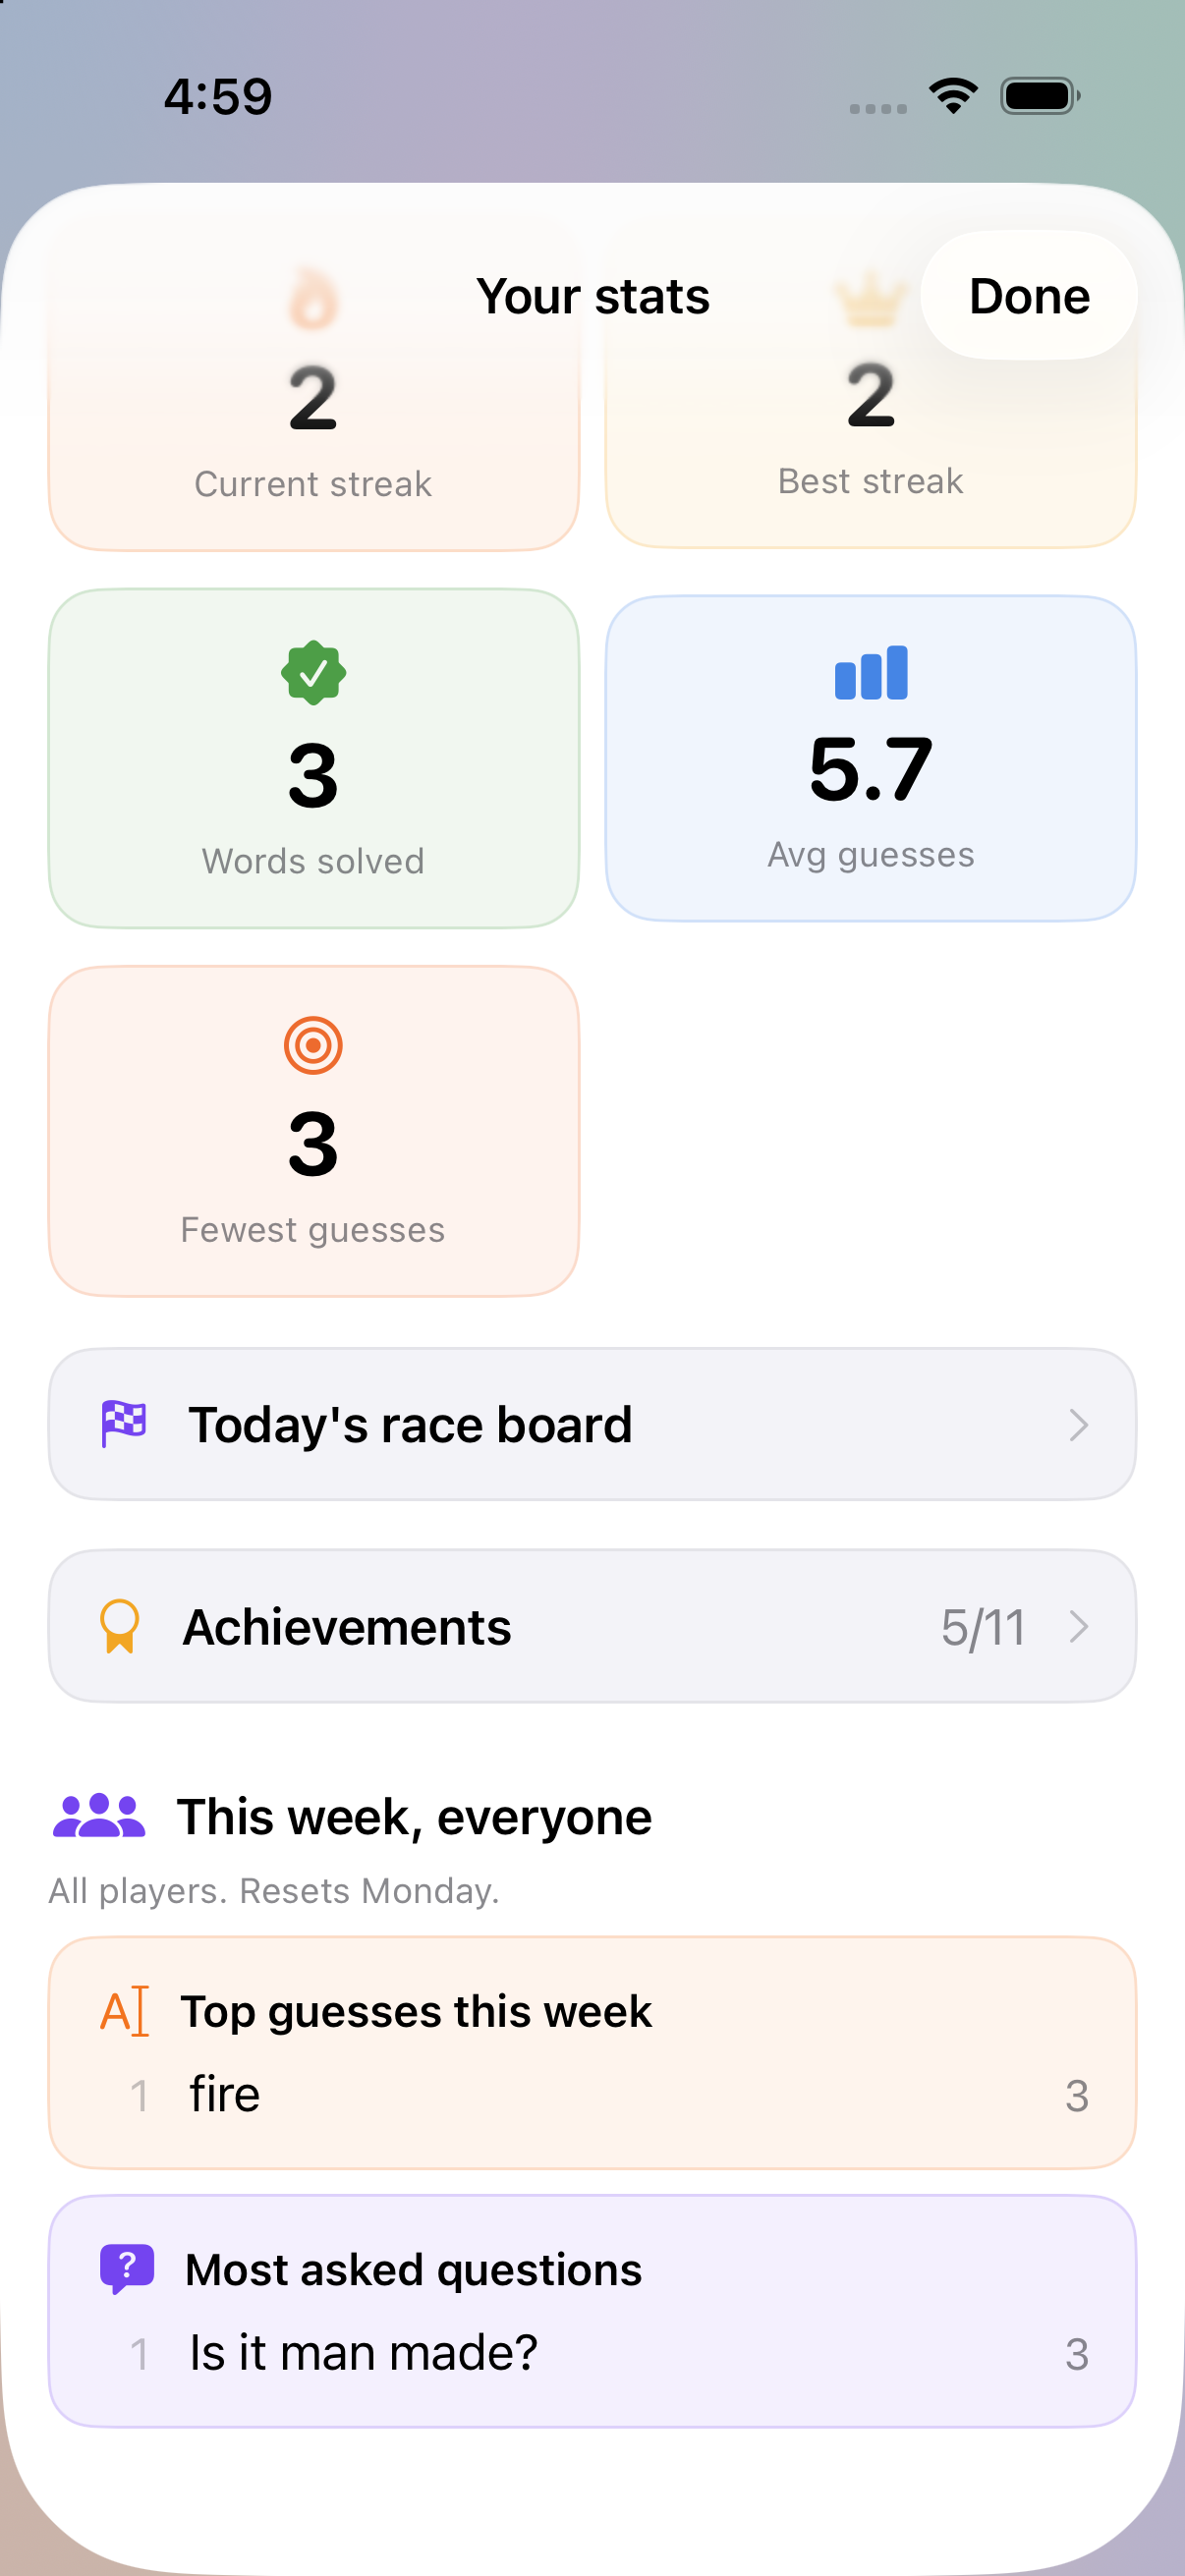 4:59
Your stats
Done
2
Current streak
2
Best streak
3
Words solved
5.7
Avg guesses
3
Fewest guesses
Today's race board
Achievements
5/11
This week, everyone
All players. Resets Monday.
Top guesses this week
1 fire 3
Most asked questions
1 Is it man made? 3